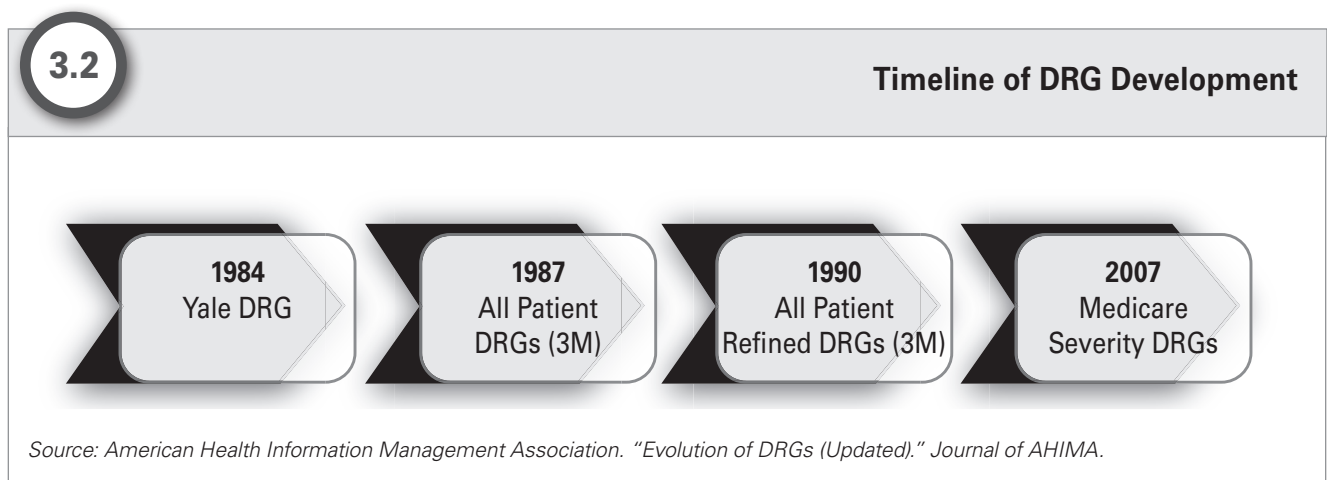 3.2
Timeline of DRG Development
1984
Yale DRG
1987
All Patient
DRGs (3M)
1990
All Patient
Refined DRGs (3M)
2007
Medicare
Severity DRGs
Source: American Health Information Management Association. “Evolution of DRGs (Updated).” Journal of AHIMA.